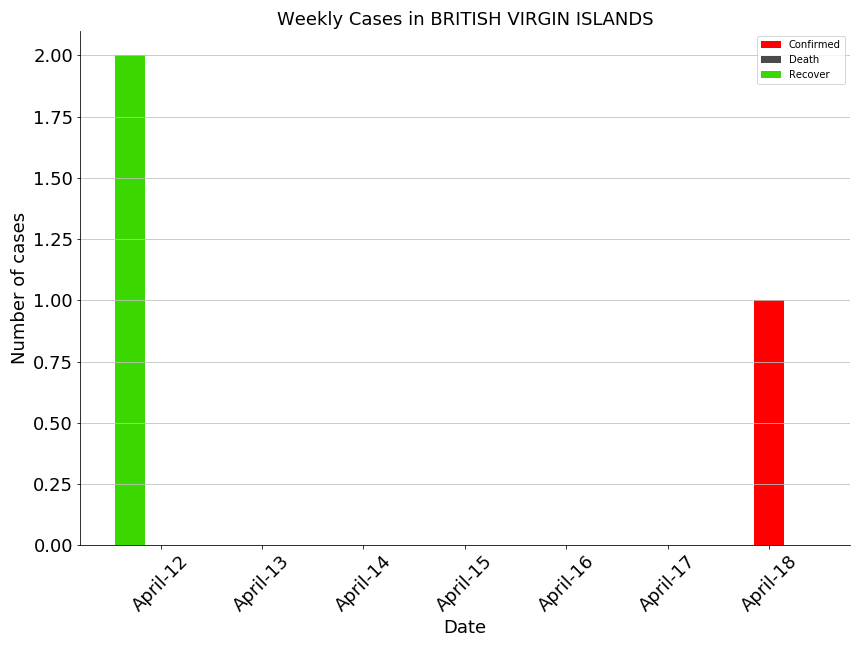 Weekly Cases in BRITISH VIRGIN ISLANDS
Confirmed
Death
Recover
2.00
1.75
1.50
1.25
1.00
0.75
0.50
0.25
0.00
Number of cases
April-12
April-13
April-14
April-15
April-16
April-17
April-18
Date